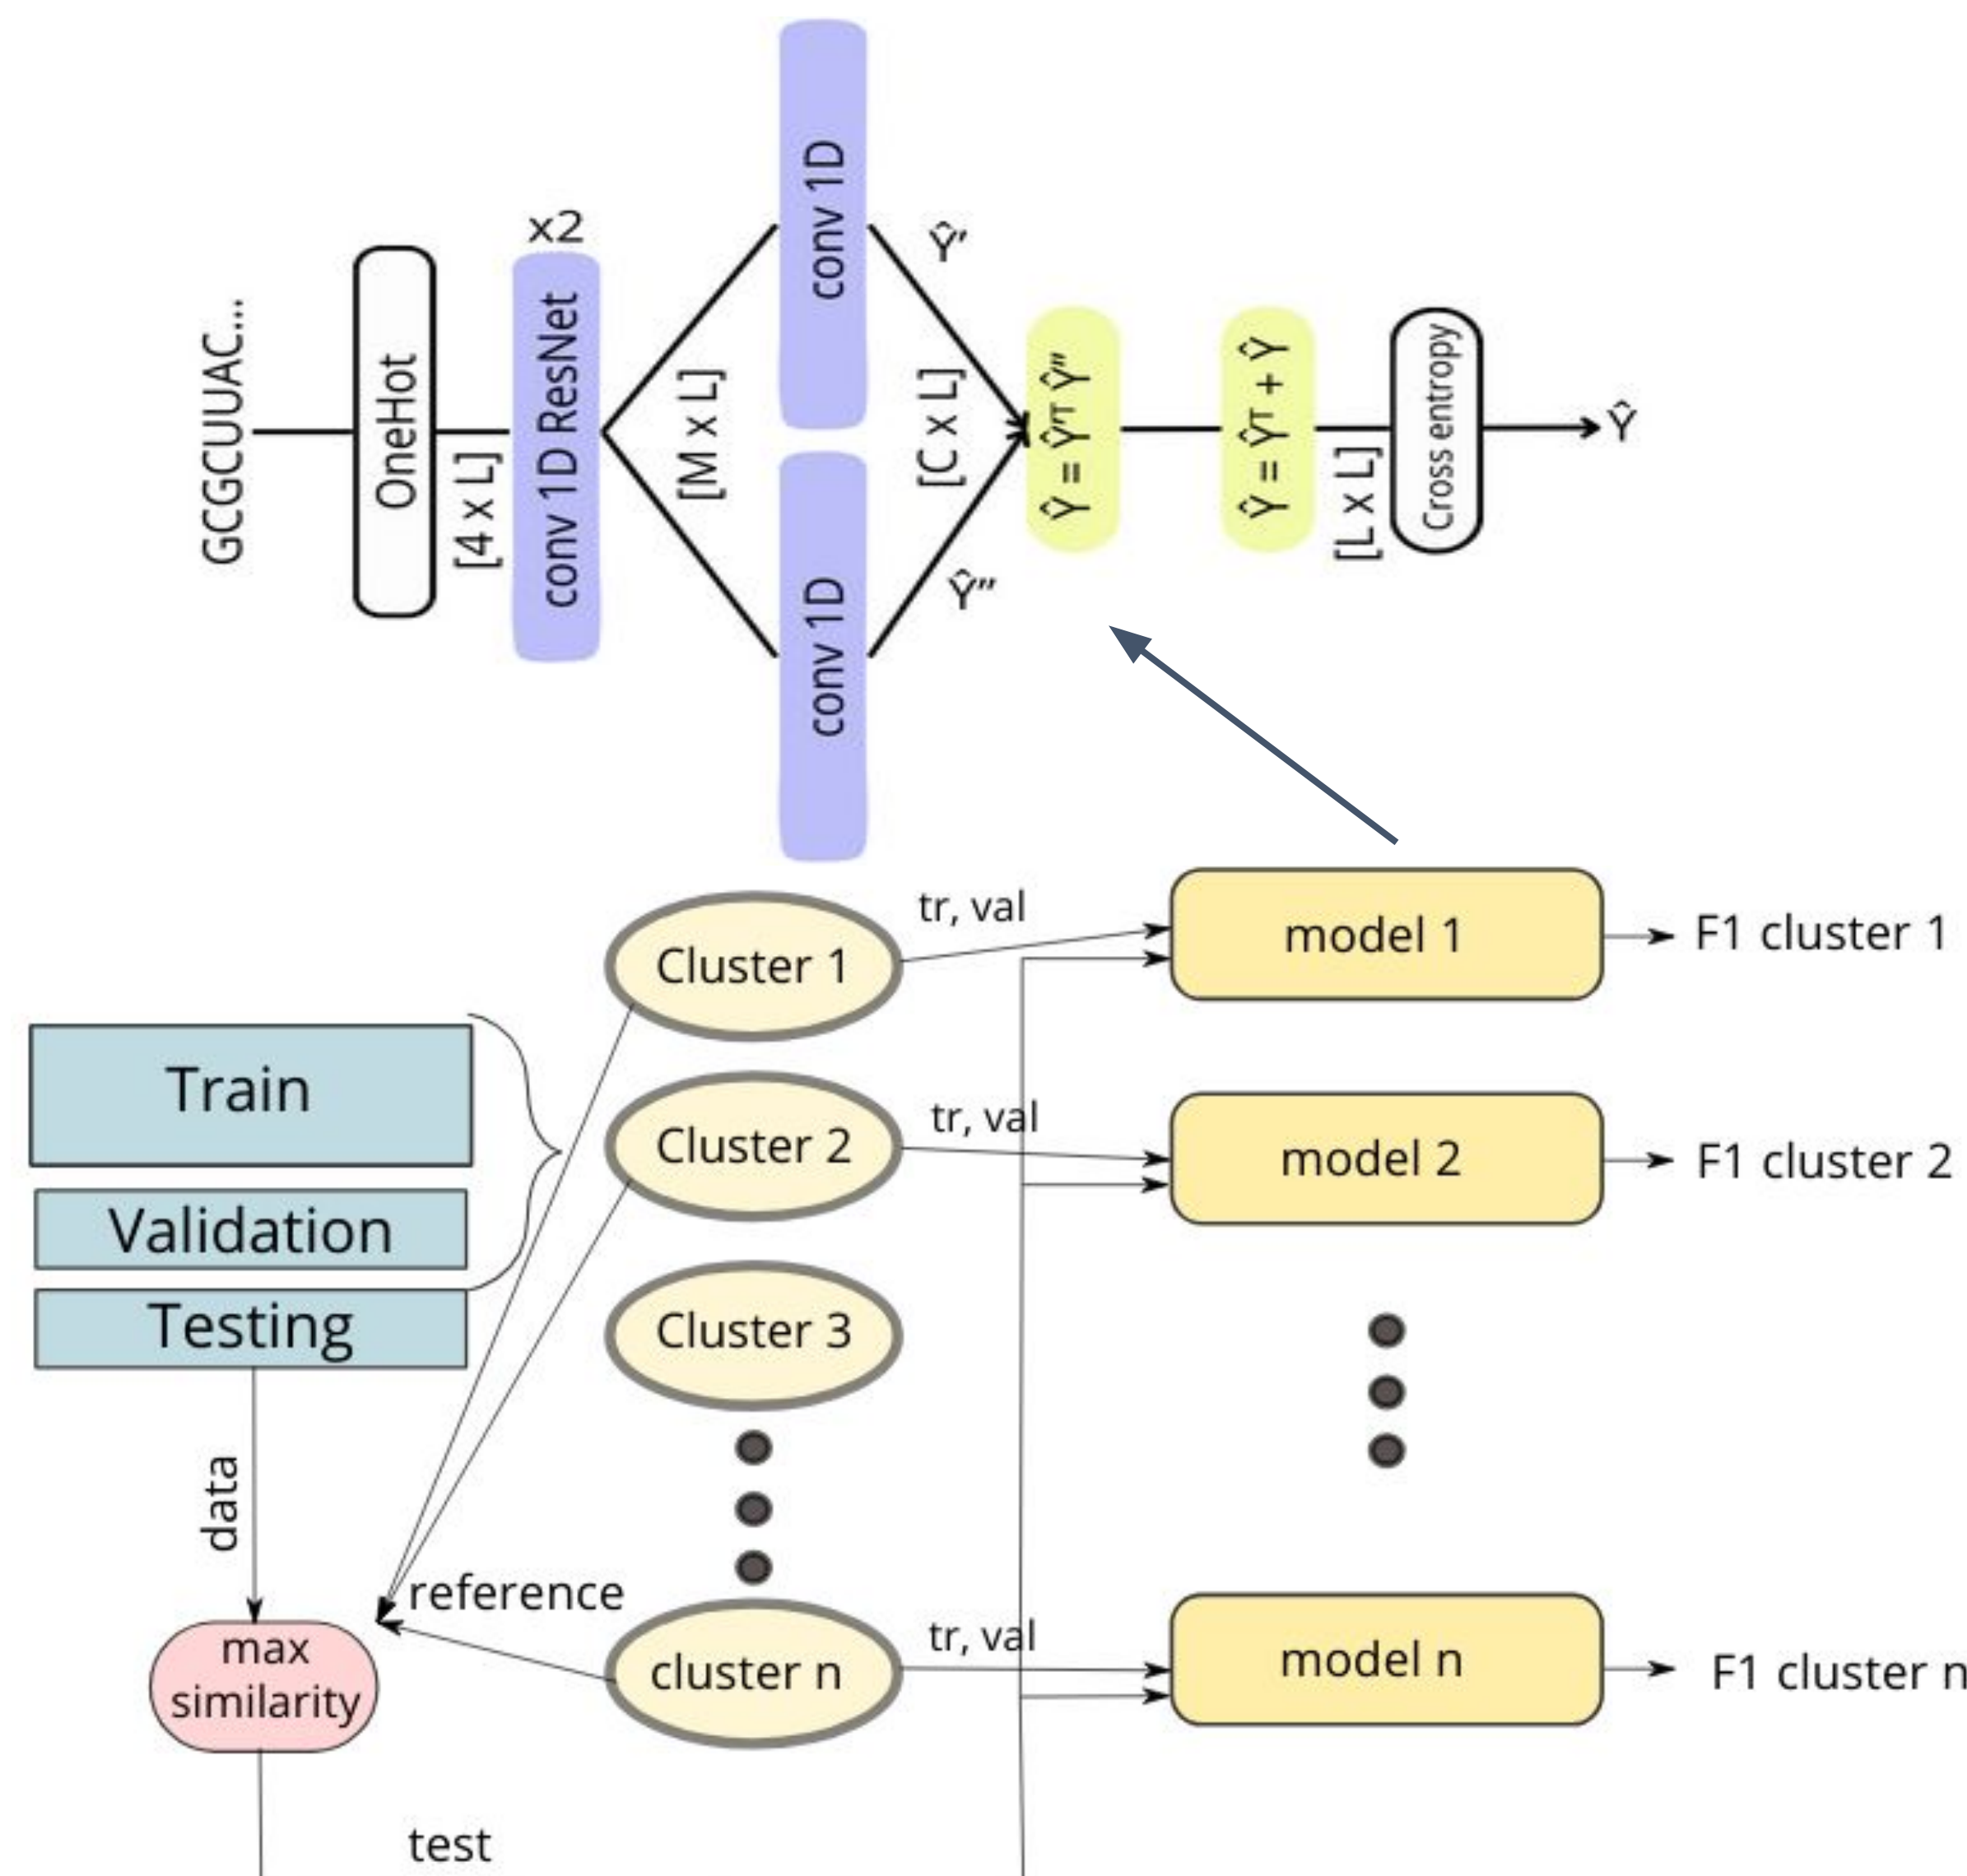 GCGCUUAC...
OneHot
[4 x L]
x2
conv 1D ResNet
[M x L]
conv 1D
conv 1D
Ŷ'
[C x L]
Ŷ''
Ŷ = Ŷ'ᵀ Ŷ''
Ŷ = Ŷᵀ + Ŷ
[L x L]
Cross entropy
Ŷ
Train
Validation
Testing
data
max
similarity
test
reference
Cluster 1
Cluster 2
Cluster 3
cluster n
tr, val
tr, val
tr, val
model 1
model 2
model n
F1 cluster 1
F1 cluster 2
F1 cluster n